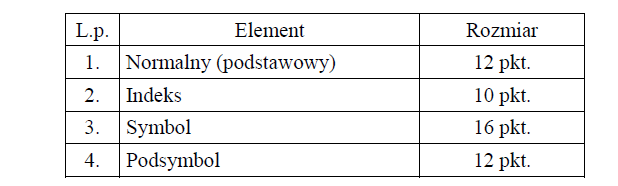 L.p. Element Rozmiar
1. Normalny (podstawowy) 12 pkt.
2. Indeks 10 pkt.
3. Symbol 16 pkt.
4. Podsymbol 12 pkt.